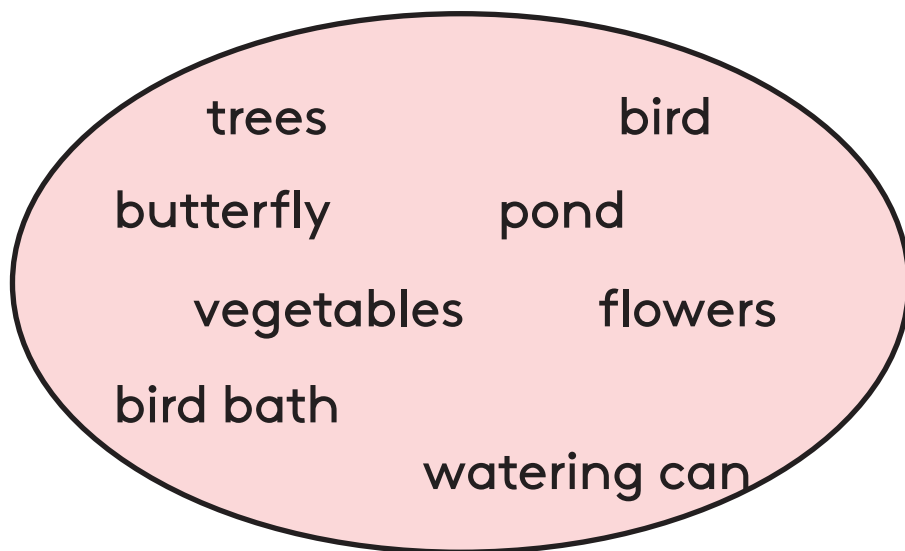 trees bird
butterfly pond
vegetables flowers
bird bath
watering can